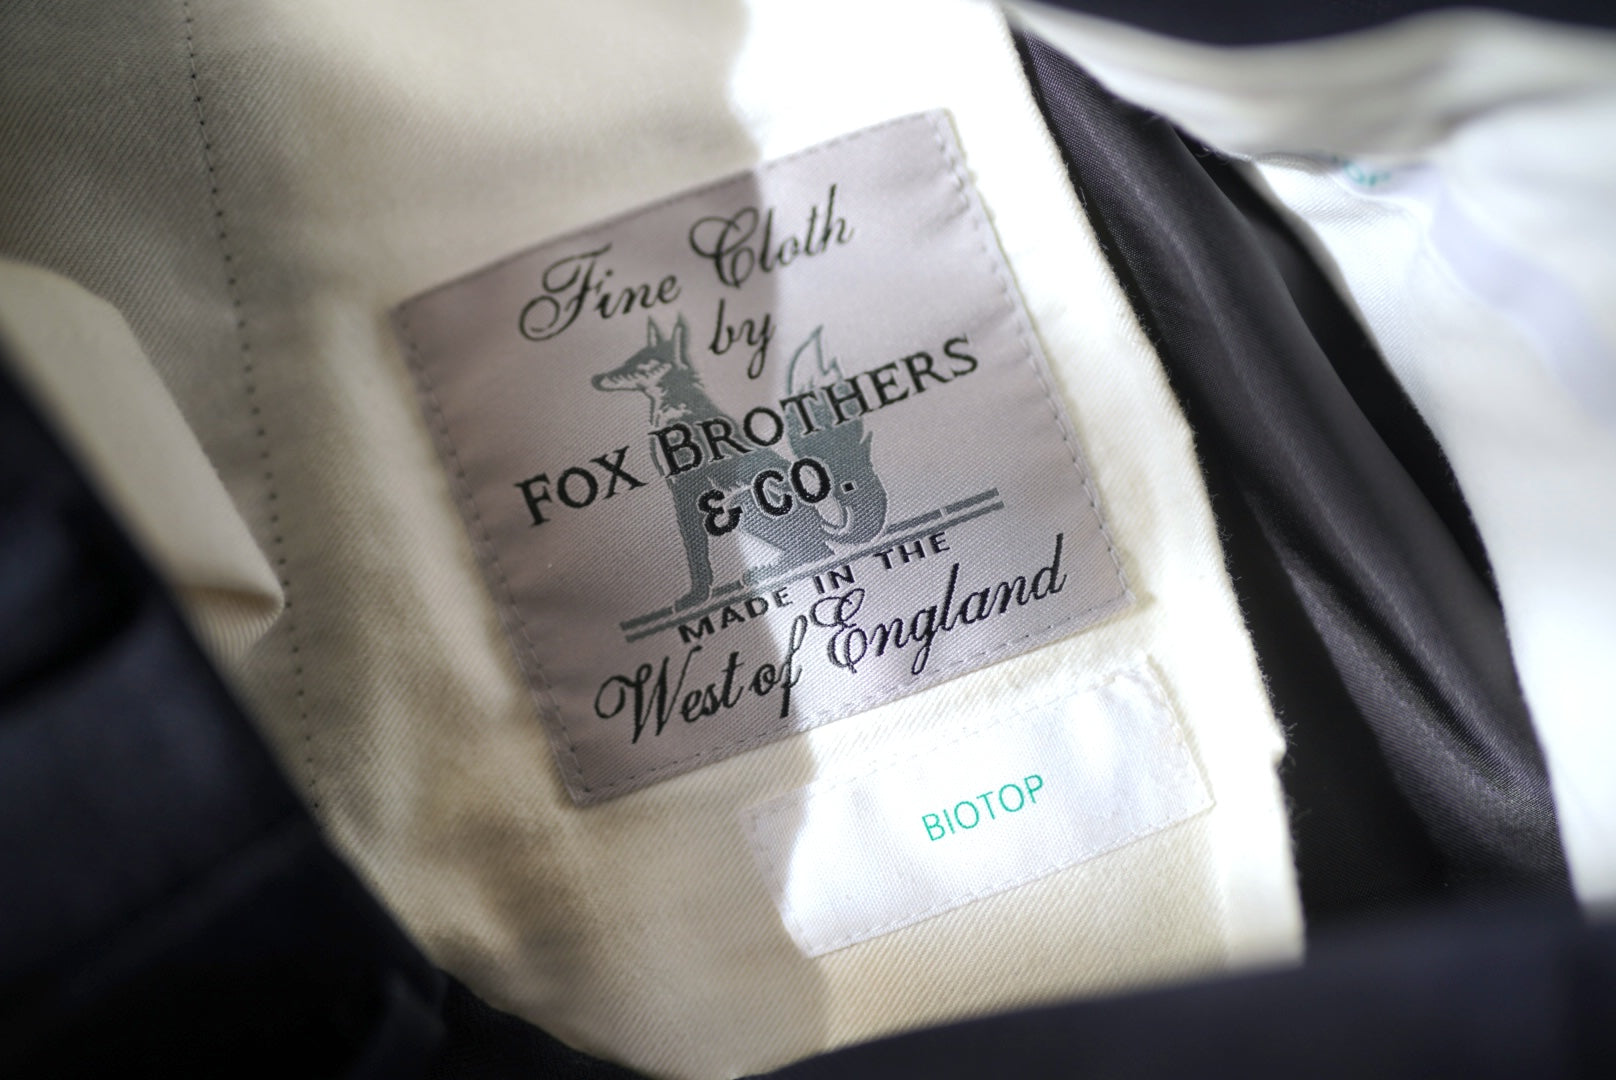 Fine Cloth
by
FOX BROTHERS
& CO.
MADE IN THE
West of England
BIOTOP